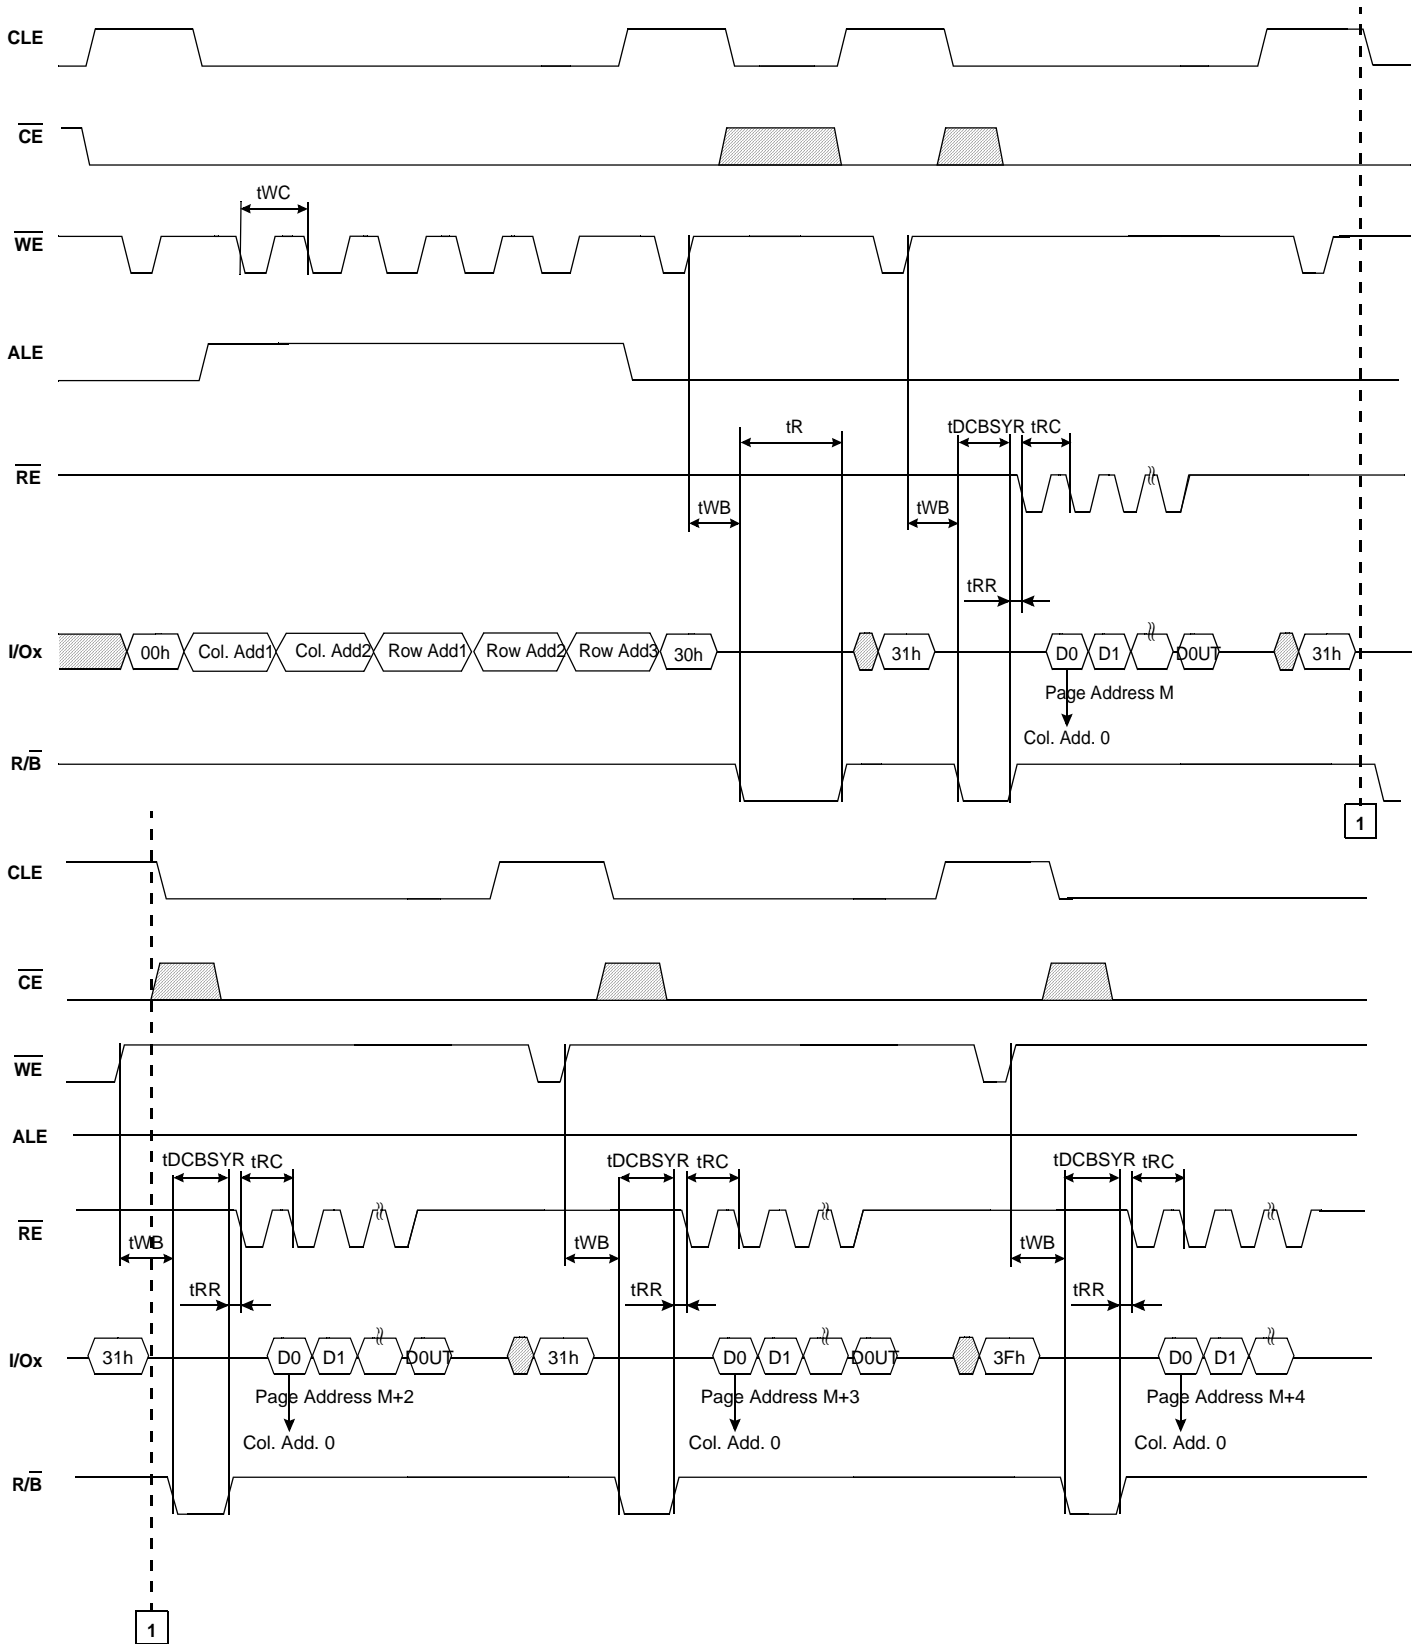 CLE
CE
tWC
WE
ALE
tR
tDCBSYR tRC
RE
tWB
tWB
tRR
I/Ox
00h
Col. Add1
Col. Add2
Row Add1
Row Add2
Row Add3
30h
31h
D0
D1
D0UT
31h
Page Address M
Col. Add. 0
R/B
1
CLE
CE
WE
ALE
tDCBSYR tRC
tDCBSYR tRC
tDCBSYR tRC
RE
tWB
tWB
tWB
tRR
tRR
tRR
I/Ox
31h
D0
D1
D0UT
31h
D0
D1
D0UT
3Fh
D0
D1
Page Address M+2
Page Address M+3
Page Address M+4
Col. Add. 0
Col. Add. 0
Col. Add. 0
R/B
1